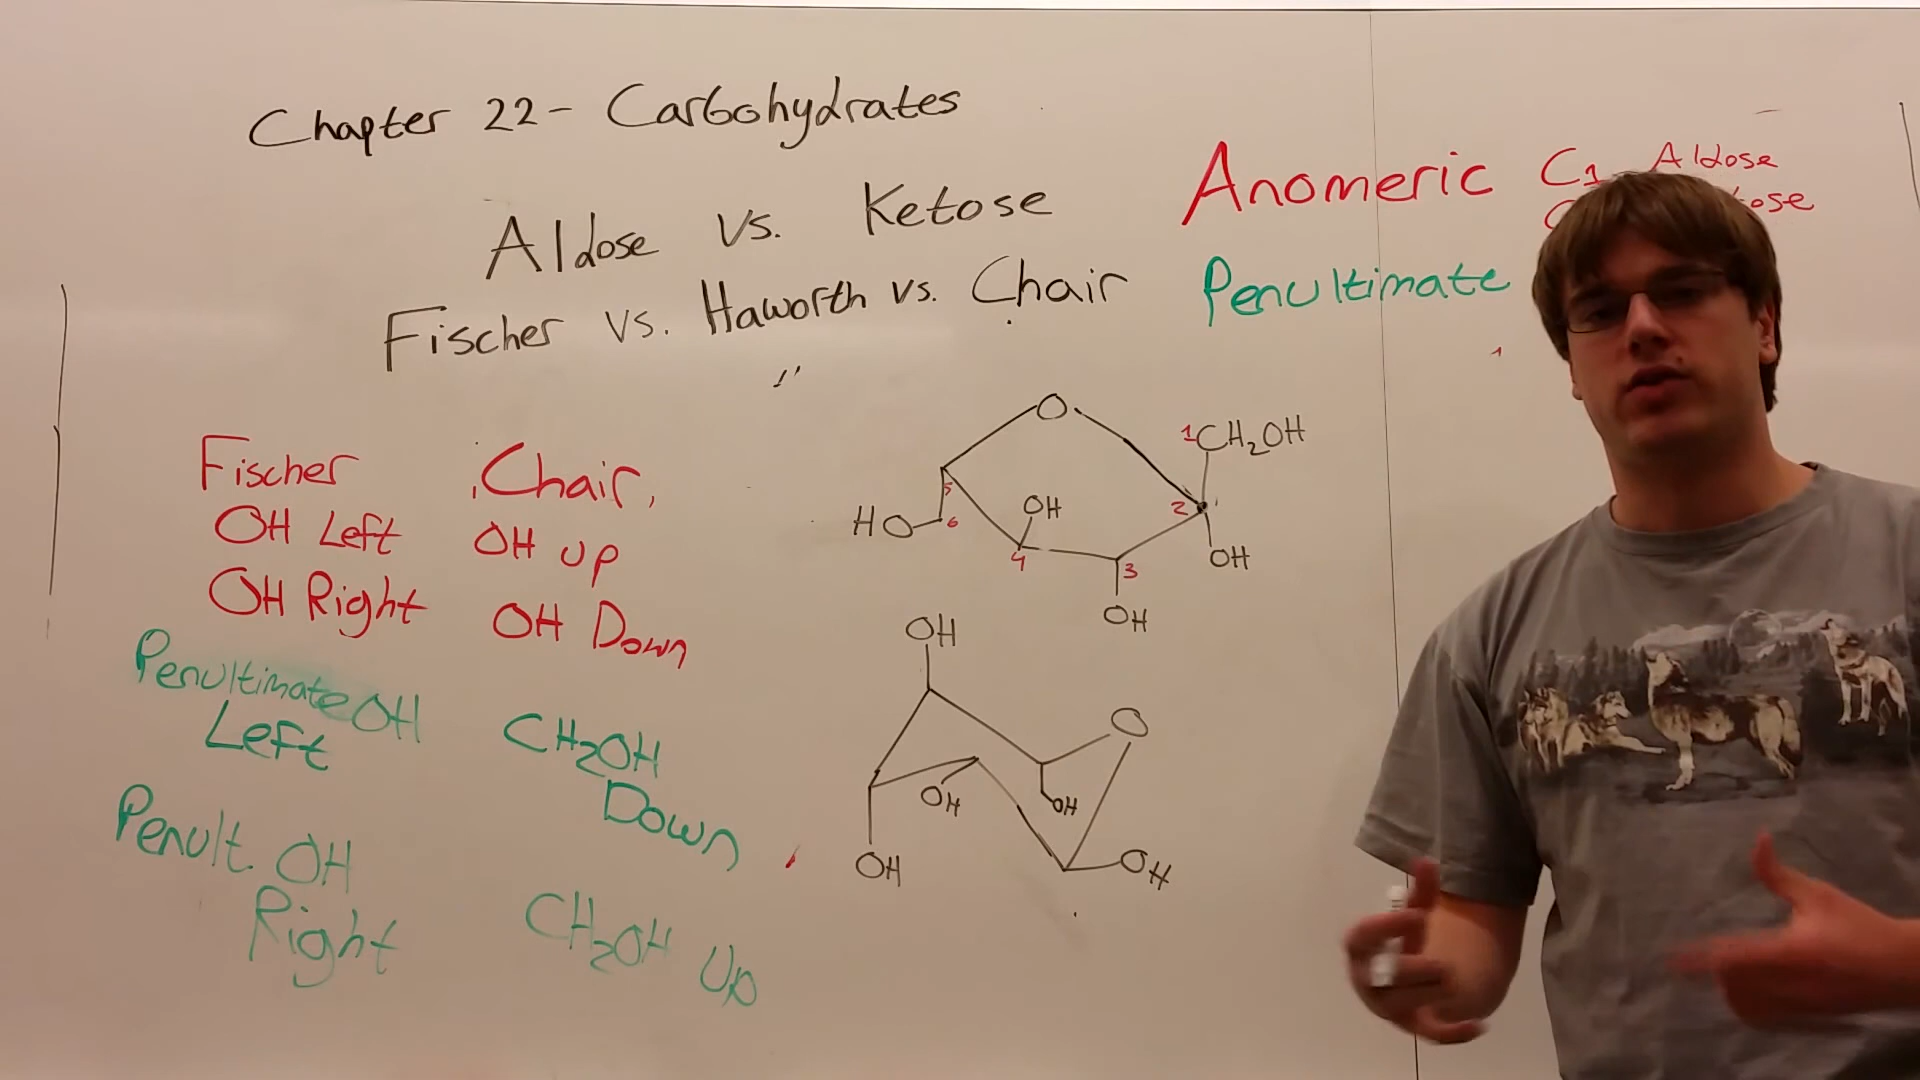 Chapter 22 - Carbohydrates
Aldose vs. Ketose
Fischer vs. Haworth vs. Chair
Anomeric C1 Aldose
ose
Penultimate
Fischer Chair
OH Left OH up
OH Right OH Down
Penultimate OH
Left
CH2OH
Down
Penult. OH
Right
CH2OH Up
O
1CH2OH
5
HO 6
OH
2
4
3
OH
OH
OH
O
OH
OH
OH
OH